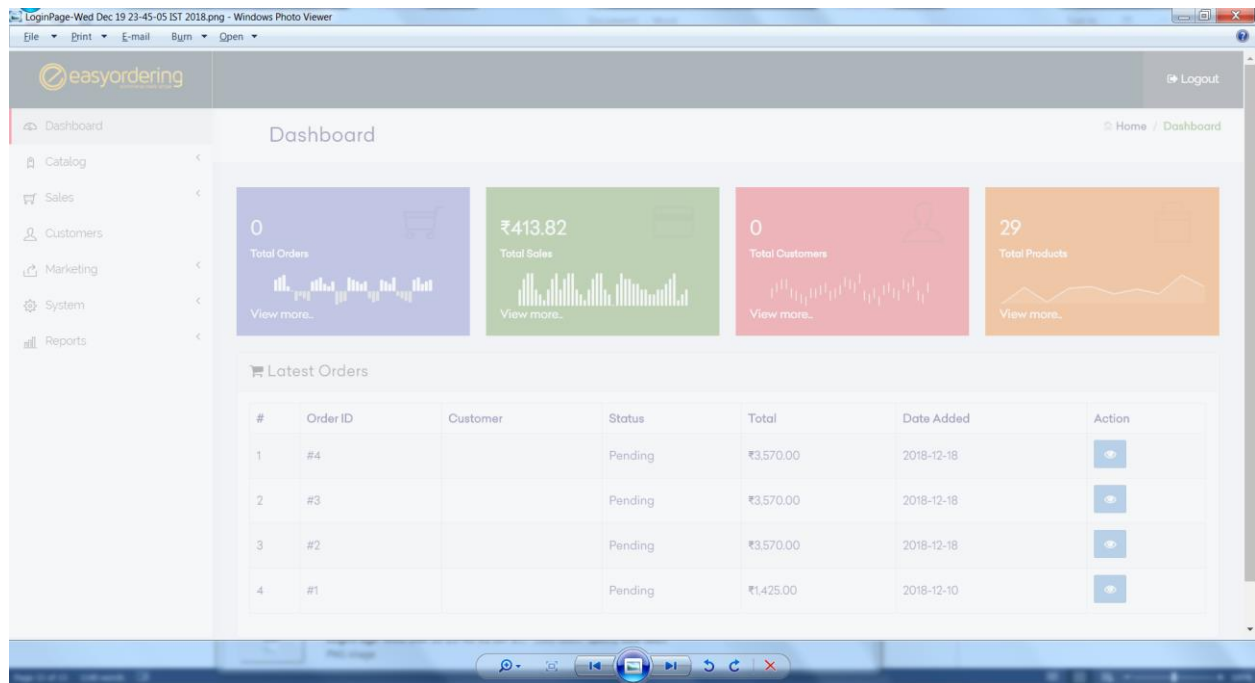 LoginPage-Wed Dec 19 23-45-05 IST 2018.png - Windows Photo Viewer
File Print E-mail Burn Open
easyordering
Logout
Dashboard
Catalog
Sales
Customers
Marketing
System
Reports
Dashboard
Home / Dashboard
0
Total Orders
View more..
₹413.82
Total Sales
View more..
0
Total Customers
View more..
29
Total Products
View more..
Latest Orders
# Order ID Customer Status Total Date Added Action
1 #4 Pending ₹3,570.00 2018-12-18
2 #3 Pending ₹3,570.00 2018-12-18
3 #2 Pending ₹3,570.00 2018-12-18
4 #1 Pending ₹1,425.00 2018-12-10
PNG image